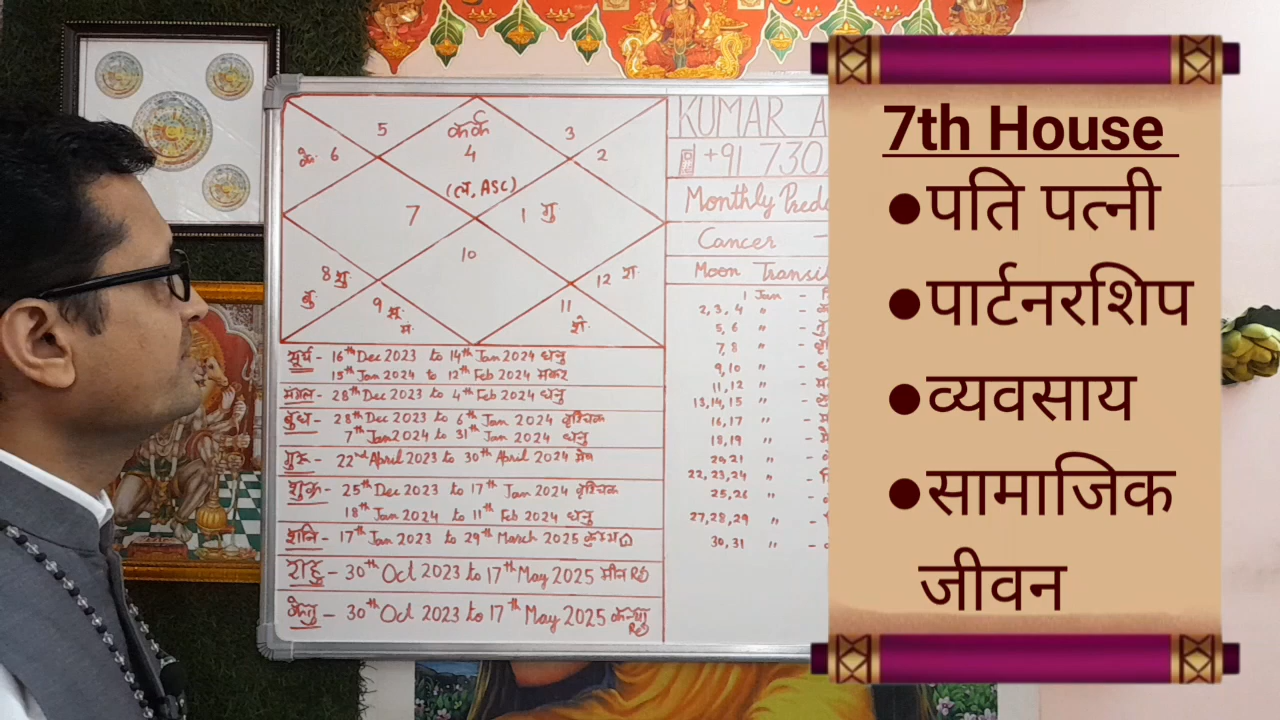 5
कर्क
3
के. 6
4
2
(ल, ASC)
7
1 गु
10
8 शु
12 रा.
बु
9 सू
मं
11
श.
सूर्य - 16th Dec 2023 to 14th Jan 2024 धनु
15th Jan 2024 to 12th Feb 2024 मकर
मंगल - 28th Dec 2023 to 4th Feb 2024 धनु
बुध - 28th Dec 2023 to 6th Jan 2024 वृश्चिक
7th Jan 2024 to 31st Jan 2024 धनु
गुरु - 22nd April 2023 to 30th April 2024 मेष
शुक्र - 25th Dec 2023 to 17th Jan 2024 वृश्चिक
18th Jan 2024 to 11th Feb 2024 धनु
शनि - 17th Jan 2023 to 29th March 2025 कुम्भ
राहु - 30th Oct 2023 to 17th May 2025 मीन
केतु - 30th Oct 2023 to 17th May 2025 कन्या
KUMAR A
+91 730
Monthly Predi
Cancer -
Moon Transi
1 Jan -
2, 3, 4 " -
5, 6 " -
7, 8 " -
9, 10 " -
11, 12 " -
13, 14, 15 " -
16, 17 " -
18, 19 " -
20, 21 " -
22, 23, 24 " -
25, 26 " -
27, 28, 29 " -
30, 31 " -
7th House
•पति पत्नी
•पार्टनरशिप
•व्यवसाय
•सामाजिक
जीवन